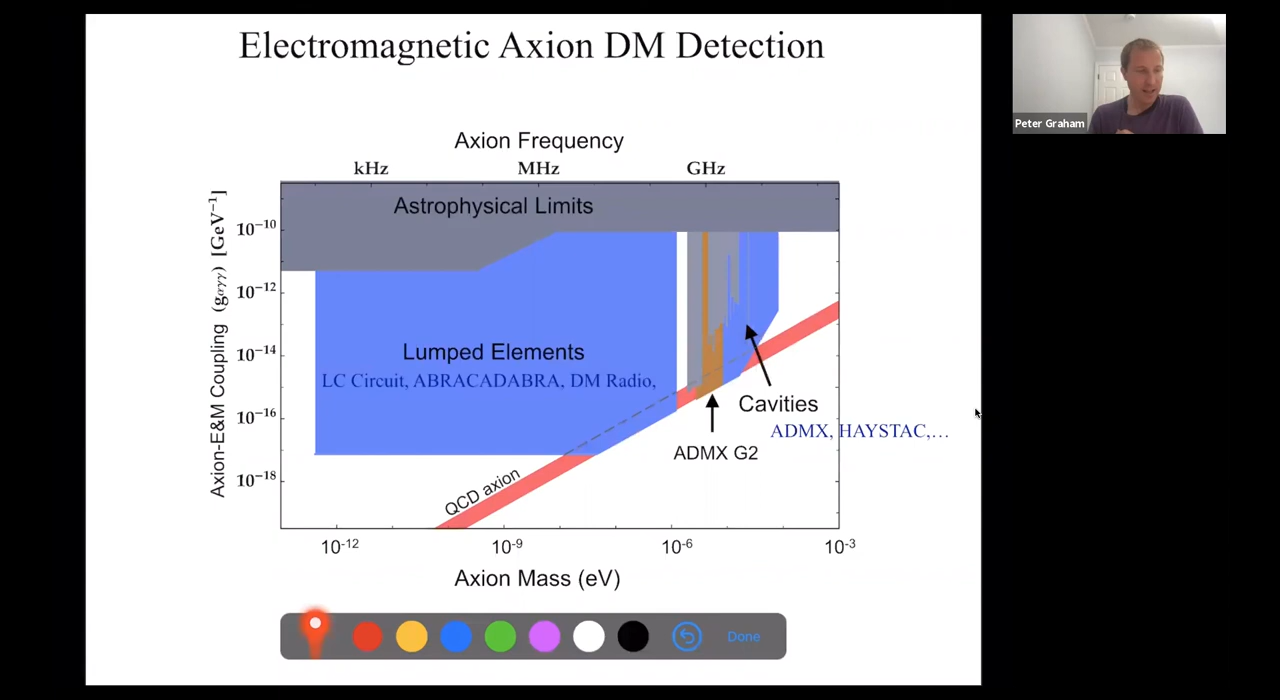 Electromagnetic Axion DM Detection
Peter Graham
Axion Frequency
kHz MHz GHz
Astrophysical Limits
Axion-E&M Coupling (gαγγ) [GeV⁻¹]
10⁻¹⁰
10⁻¹²
10⁻¹⁴
10⁻¹⁶
10⁻¹⁸
Lumped Elements
LC Circuit, ABRACADABRA, DM Radio,
Cavities
ADMX, HAYSTAC,...
ADMX G2
QCD axion
10⁻¹² 10⁻⁹ 10⁻⁶ 10⁻³
Axion Mass (eV)
Done